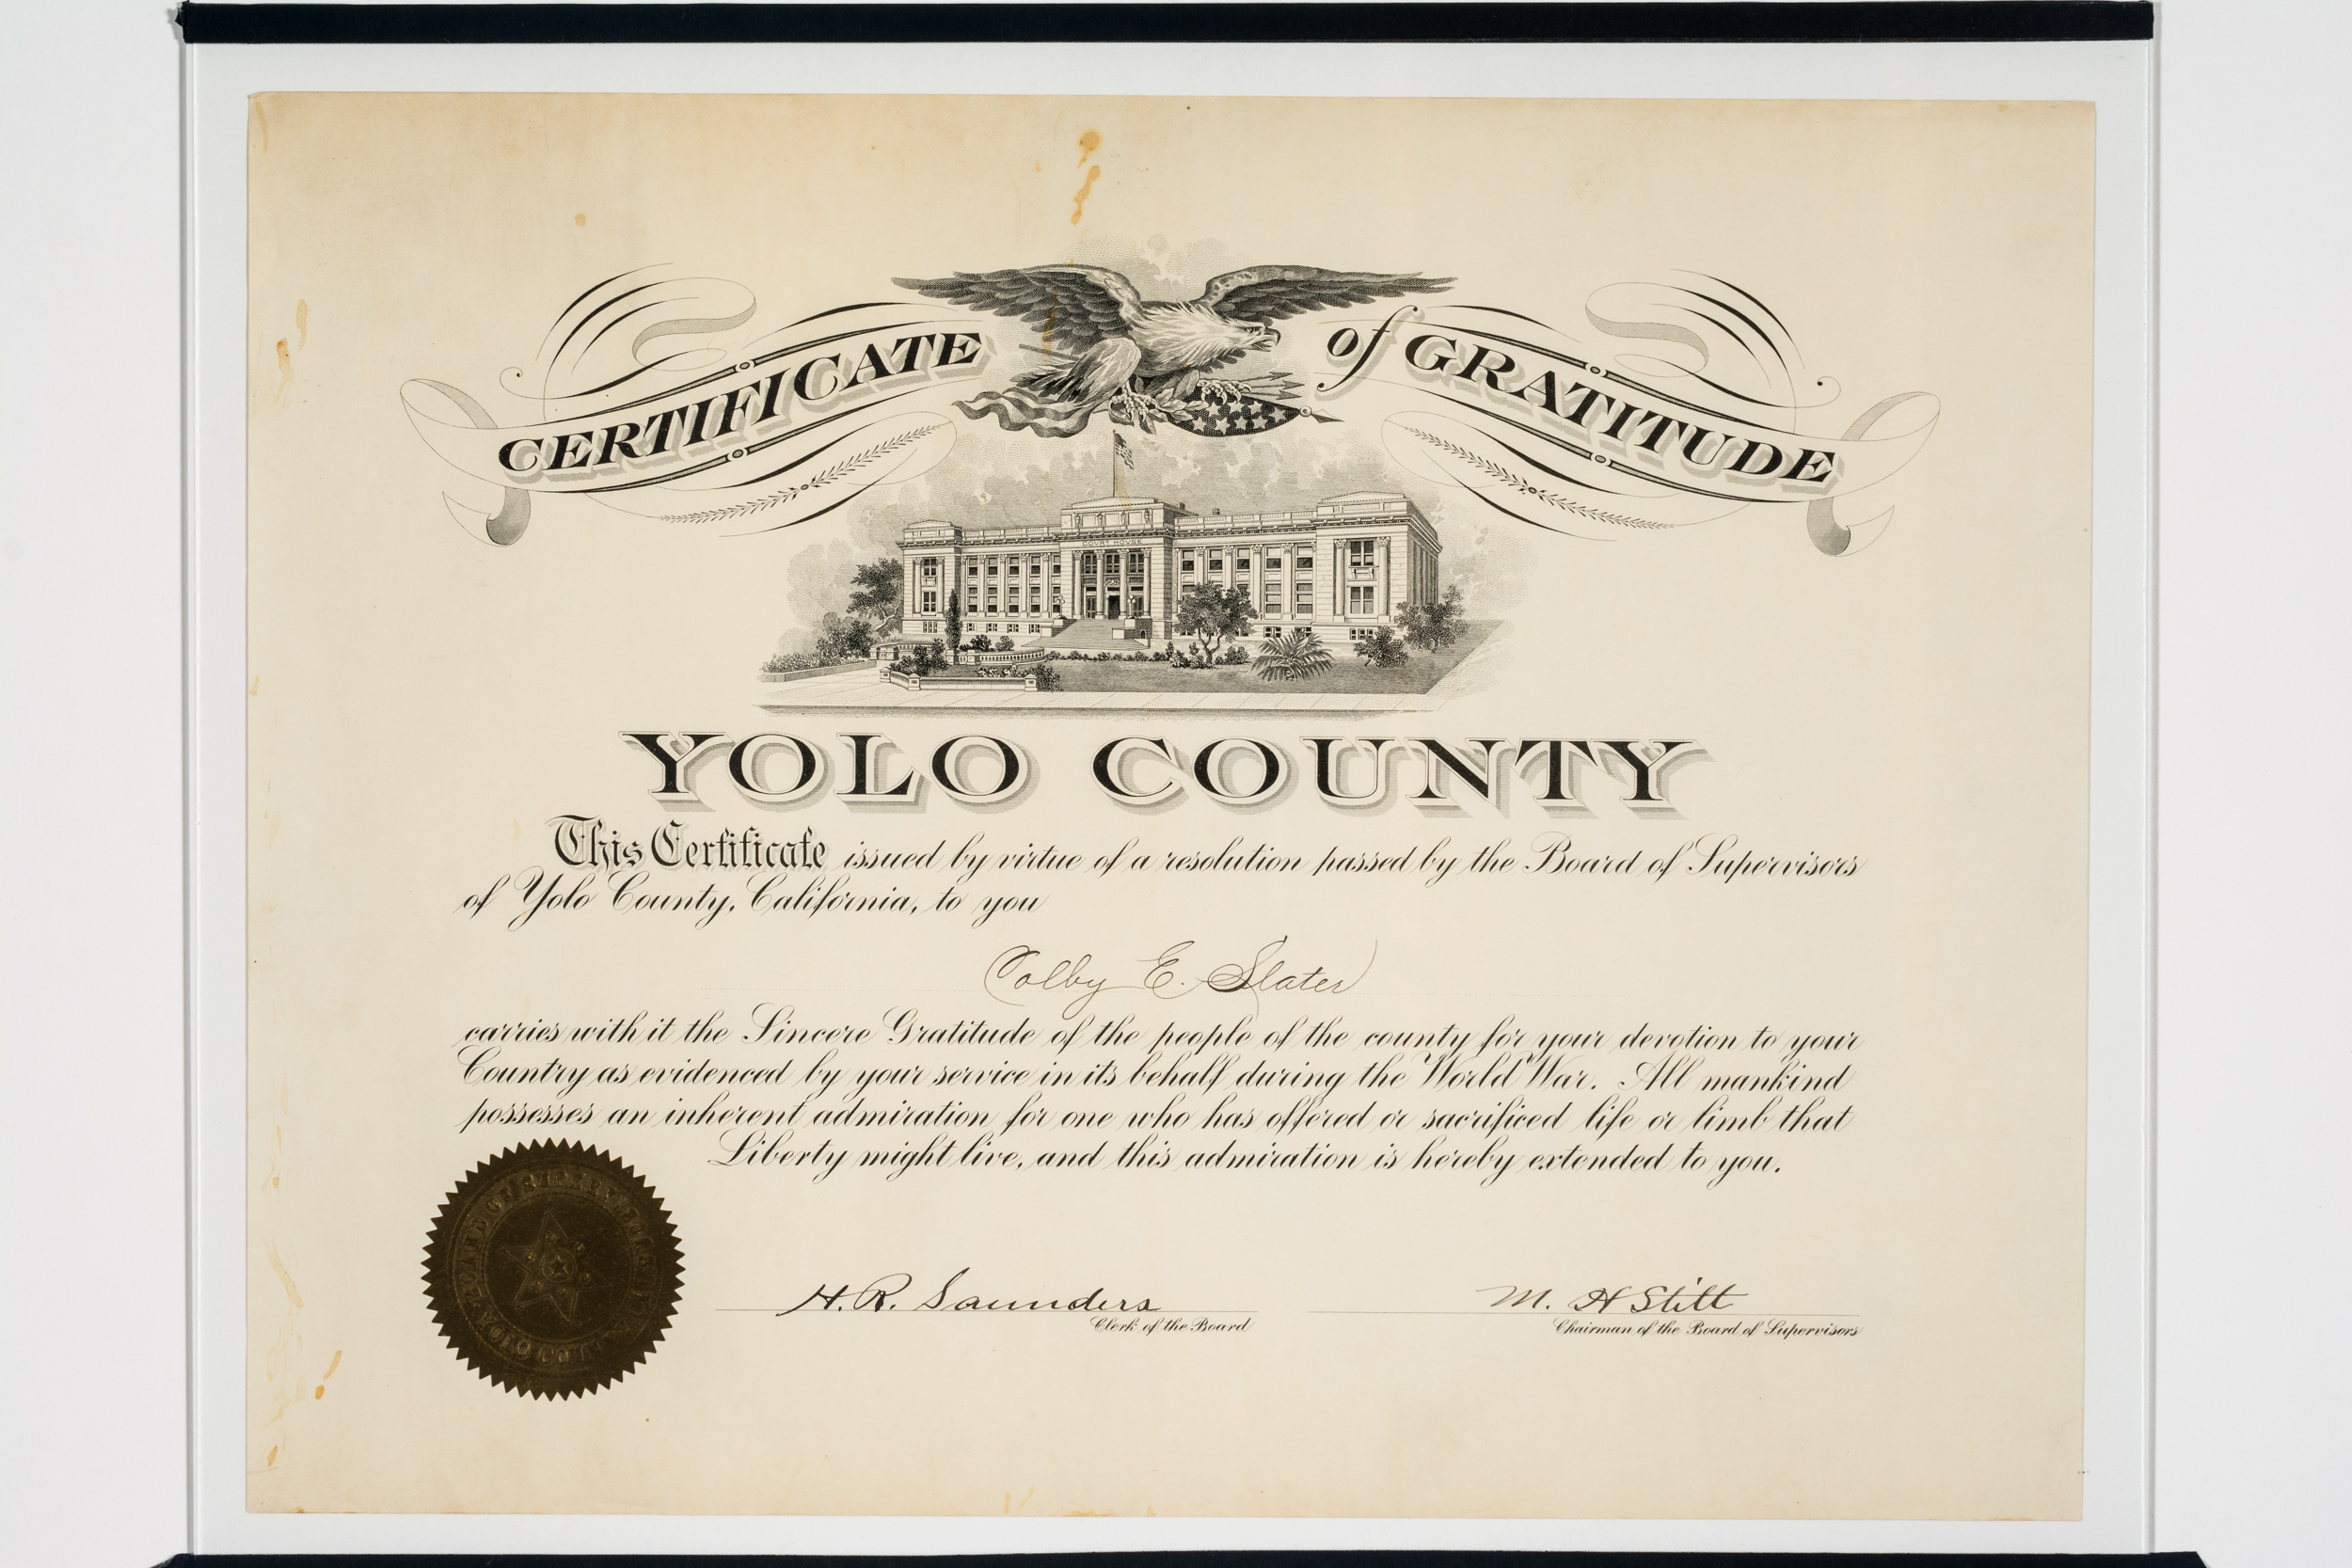 CERTIFICATE of GRATITUDE
COURT HOUSE
YOLO COUNTY
This Certificate issued by virtue of a resolution passed by the Board of Supervisors
of Yolo County, California, to you
Colby E. Slater
carries with it the Sincere Gratitude of the people of the county for your devotion to your
Country as evidenced by your service in its behalf during the World War. All mankind
possesses an inherent admiration for one who has offered or sacrificed life or limb that
Liberty might live, and this admiration is hereby extended to you.
BOARD OF SUPERVISORS
YOLO COUNTY
H. R. Saunders
Clerk of the Board
M. H Stitt
Chairman of the Board of Supervisors